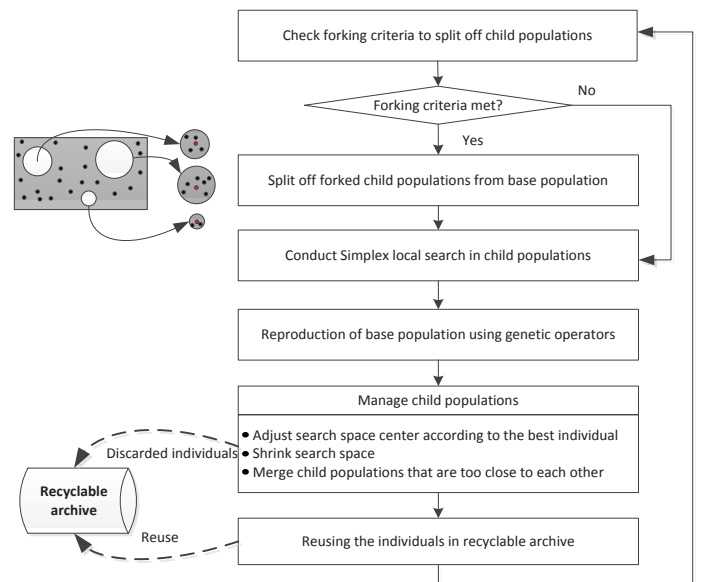 Check forking criteria to split off child populations
Forking criteria met?
No
Yes
Split off forked child populations from base population
Conduct Simplex local search in child populations
Reproduction of base population using genetic operators
Manage child populations
● Adjust search space center according to the best individual
● Shrink search space
● Merge child populations that are too close to each other
Discarded individuals
Recyclable
archive
Reuse
Reusing the individuals in recyclable archive